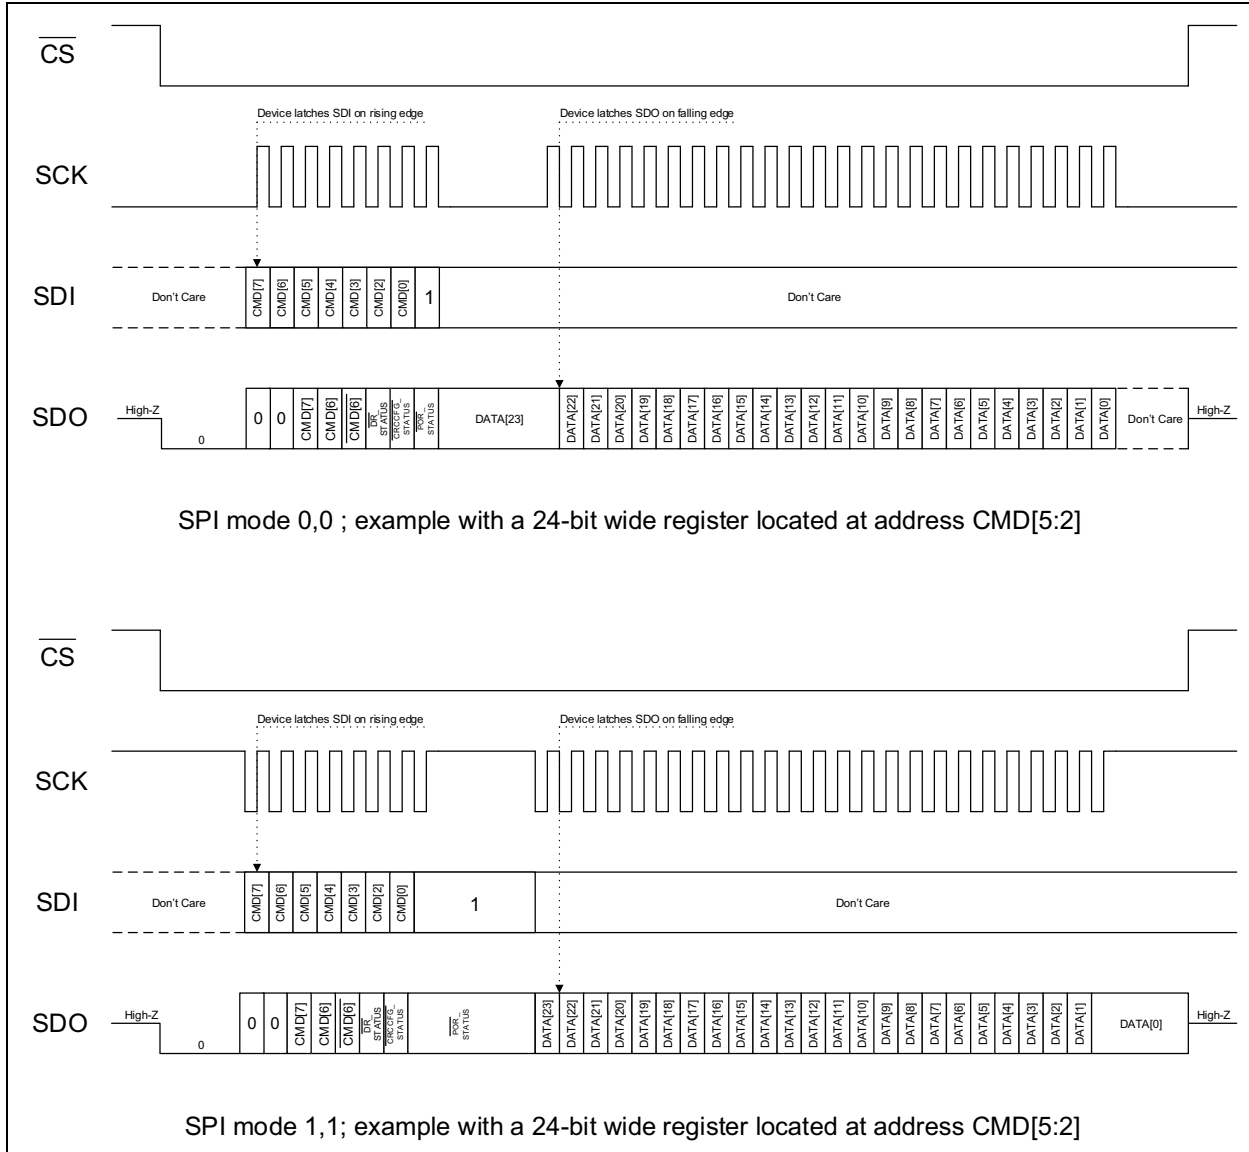 CS
Device latches SDI on rising edge
Device latches SDO on falling edge
SCK
SDI
Don't Care
CMD[7] CMD[6] CMD[5] CMD[4] CMD[3] CMD[2] CMD[0] 1
Don't Care
SDO
High-Z
0
0 0 CMD[7] CMD[6] CMD[6] DR_STATUS CRCCFG_STATUS POR_STATUS DATA[23] DATA[22] DATA[21] DATA[20] DATA[19] DATA[18] DATA[17] DATA[16] DATA[15] DATA[14] DATA[13] DATA[12] DATA[11] DATA[10] DATA[9] DATA[8] DATA[7] DATA[6] DATA[5] DATA[4] DATA[3] DATA[2] DATA[1] DATA[0] Don't Care
High-Z
SPI mode 0,0 ; example with a 24-bit wide register located at address CMD[5:2]
CS
Device latches SDI on rising edge
Device latches SDO on falling edge
SCK
SDI
Don't Care
CMD[7] CMD[6] CMD[5] CMD[4] CMD[3] CMD[2] CMD[0] 1
Don't Care
SDO
High-Z
0
0 0 CMD[7] CMD[6] CMD[6] DR_STATUS CRCCFG_STATUS POR_STATUS DATA[23] DATA[22] DATA[21] DATA[20] DATA[19] DATA[18] DATA[17] DATA[16] DATA[15] DATA[14] DATA[13] DATA[12] DATA[11] DATA[10] DATA[9] DATA[8] DATA[7] DATA[6] DATA[5] DATA[4] DATA[3] DATA[2] DATA[1] DATA[0]
High-Z
SPI mode 1,1; example with a 24-bit wide register located at address CMD[5:2]